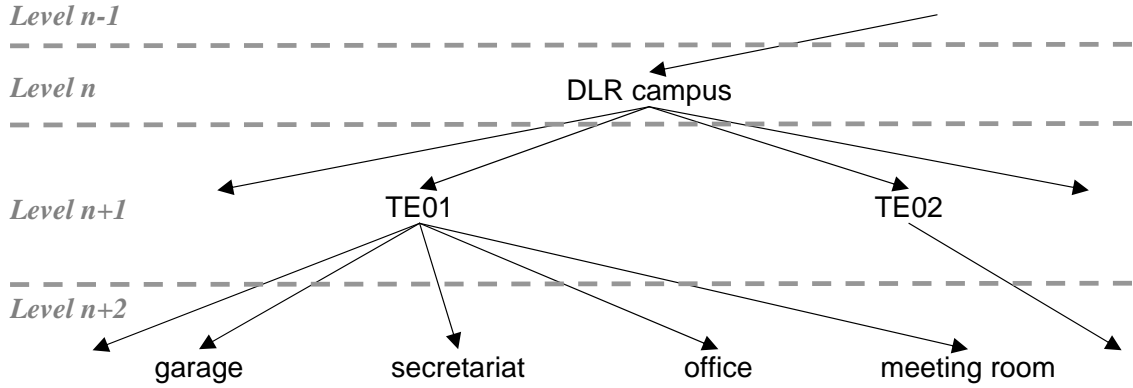 Level n-1
Level n
DLR campus
Level n+1
TE01 TE02
Level n+2
garage secretariat office meeting room